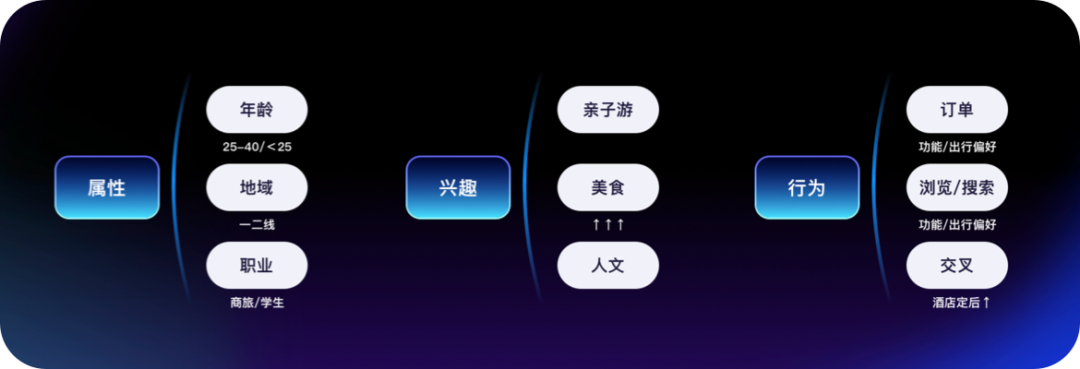 属性
年龄
25-40/<25
地域
一二线
职业
商旅/学生
兴趣
亲子游
美食
↑↑↑
人文
行为
订单
功能/出行偏好
浏览/搜索
功能/出行偏好
交叉
酒店定后↑